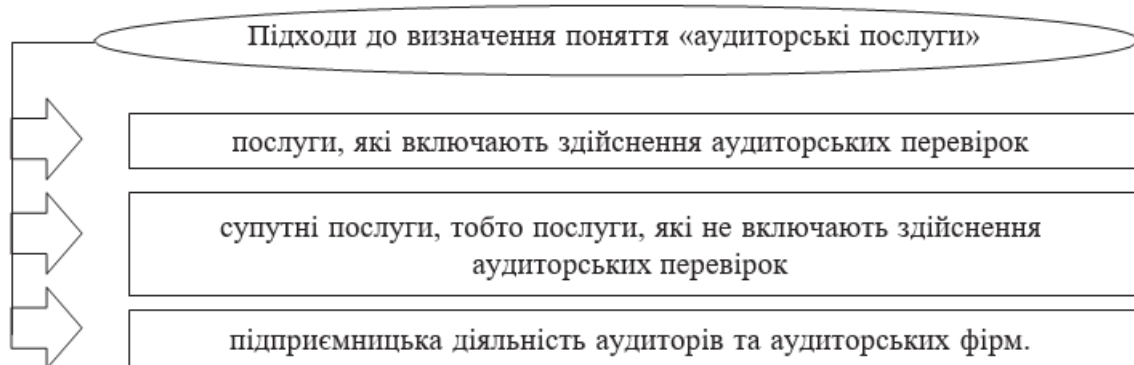 Підходи до визначення поняття «аудиторські послуги»
послуги, які включають здійснення аудиторських перевірок
супутні послуги, тобто послуги, які не включають здійснення
аудиторських перевірок
підприємницька діяльність аудиторів та аудиторських фірм.